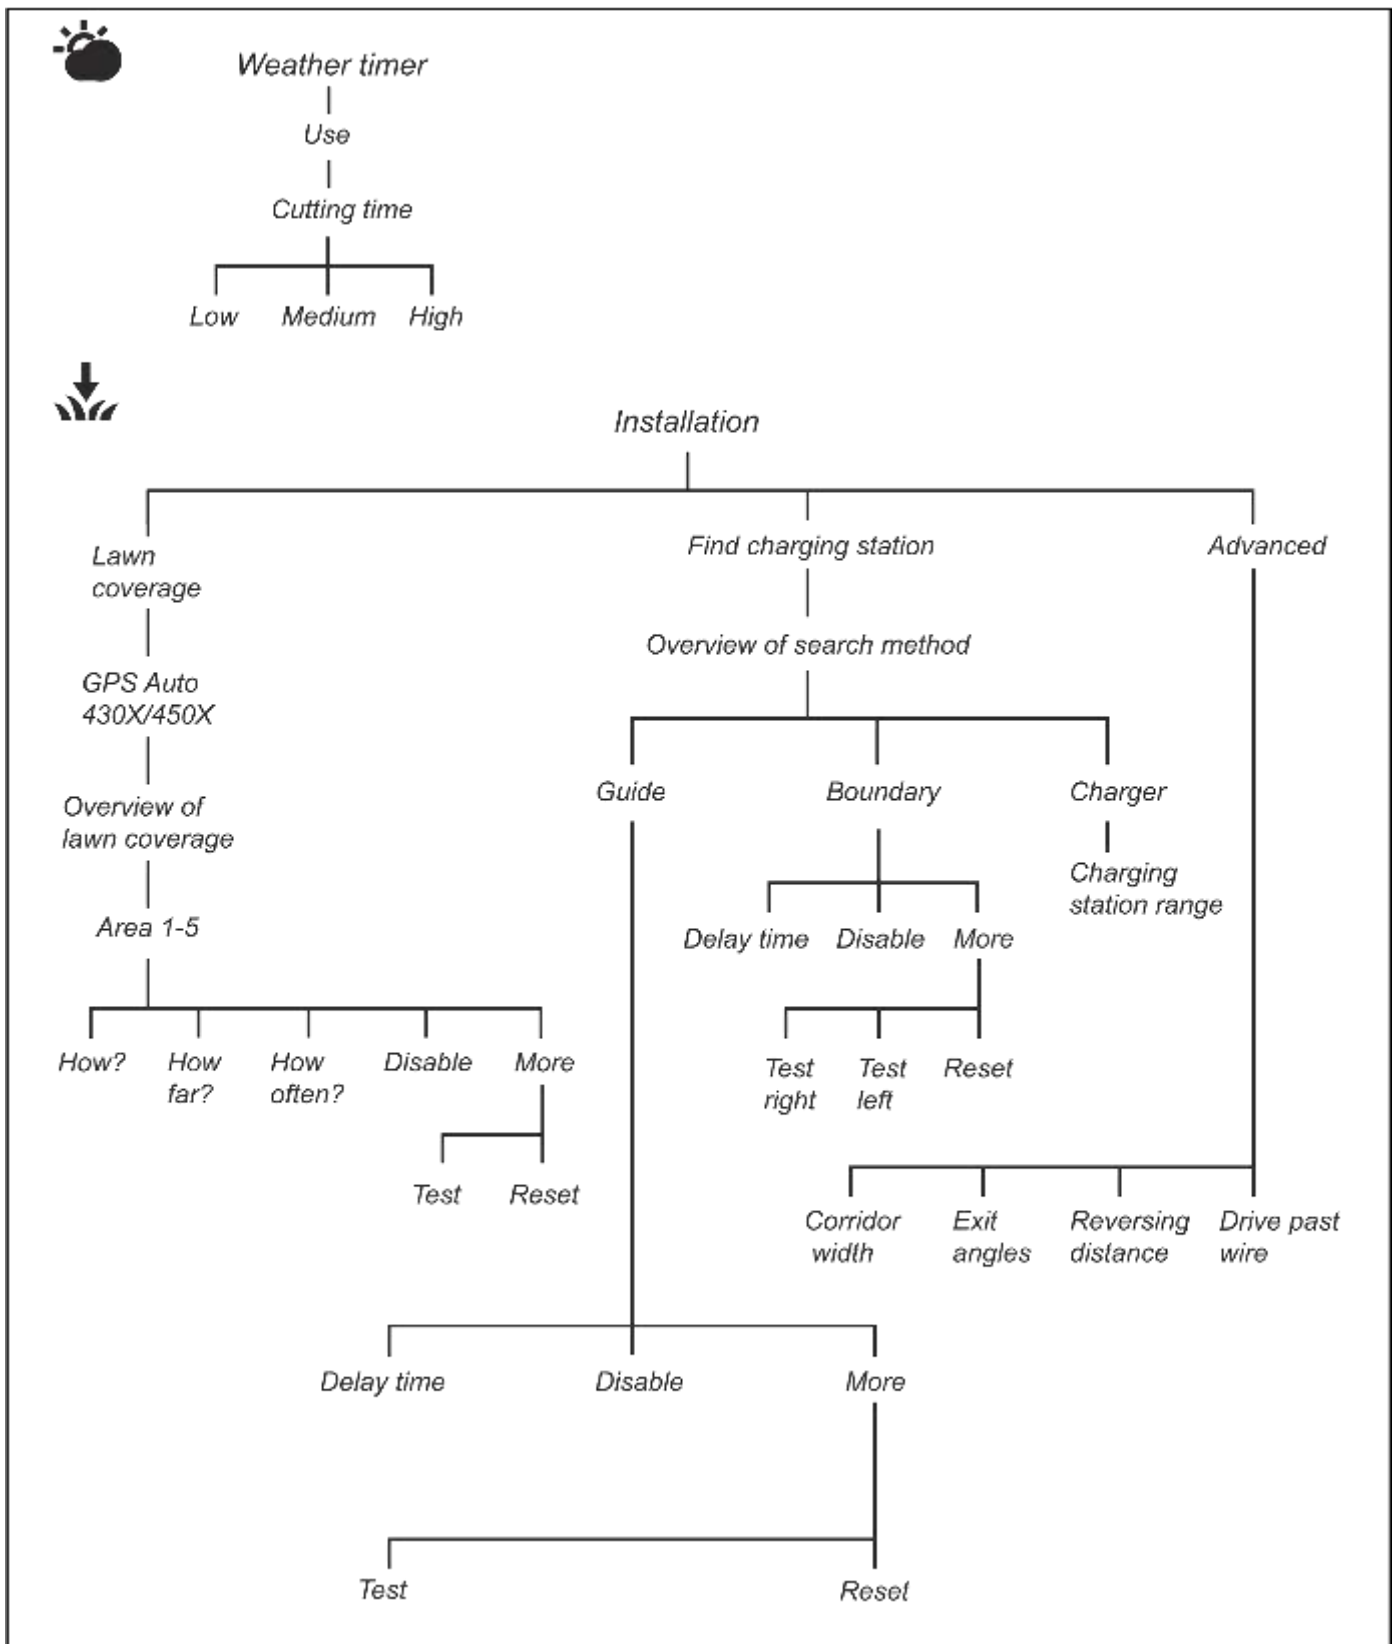 Weather timer
Use
Cutting time
Low Medium High
Installation
Lawn
coverage
Find charging station
Advanced
Overview of search method
GPS Auto
430X/450X
Guide
Boundary
Charger
Overview of
lawn coverage
Charging
station range
Area 1-5
Delay time Disable More
How?
How
far?
How
often?
Disable
More
Test
right
Test
left
Reset
Test Reset
Corridor
width
Exit
angles
Reversing
distance
Drive past
wire
Delay time Disable More
Test Reset